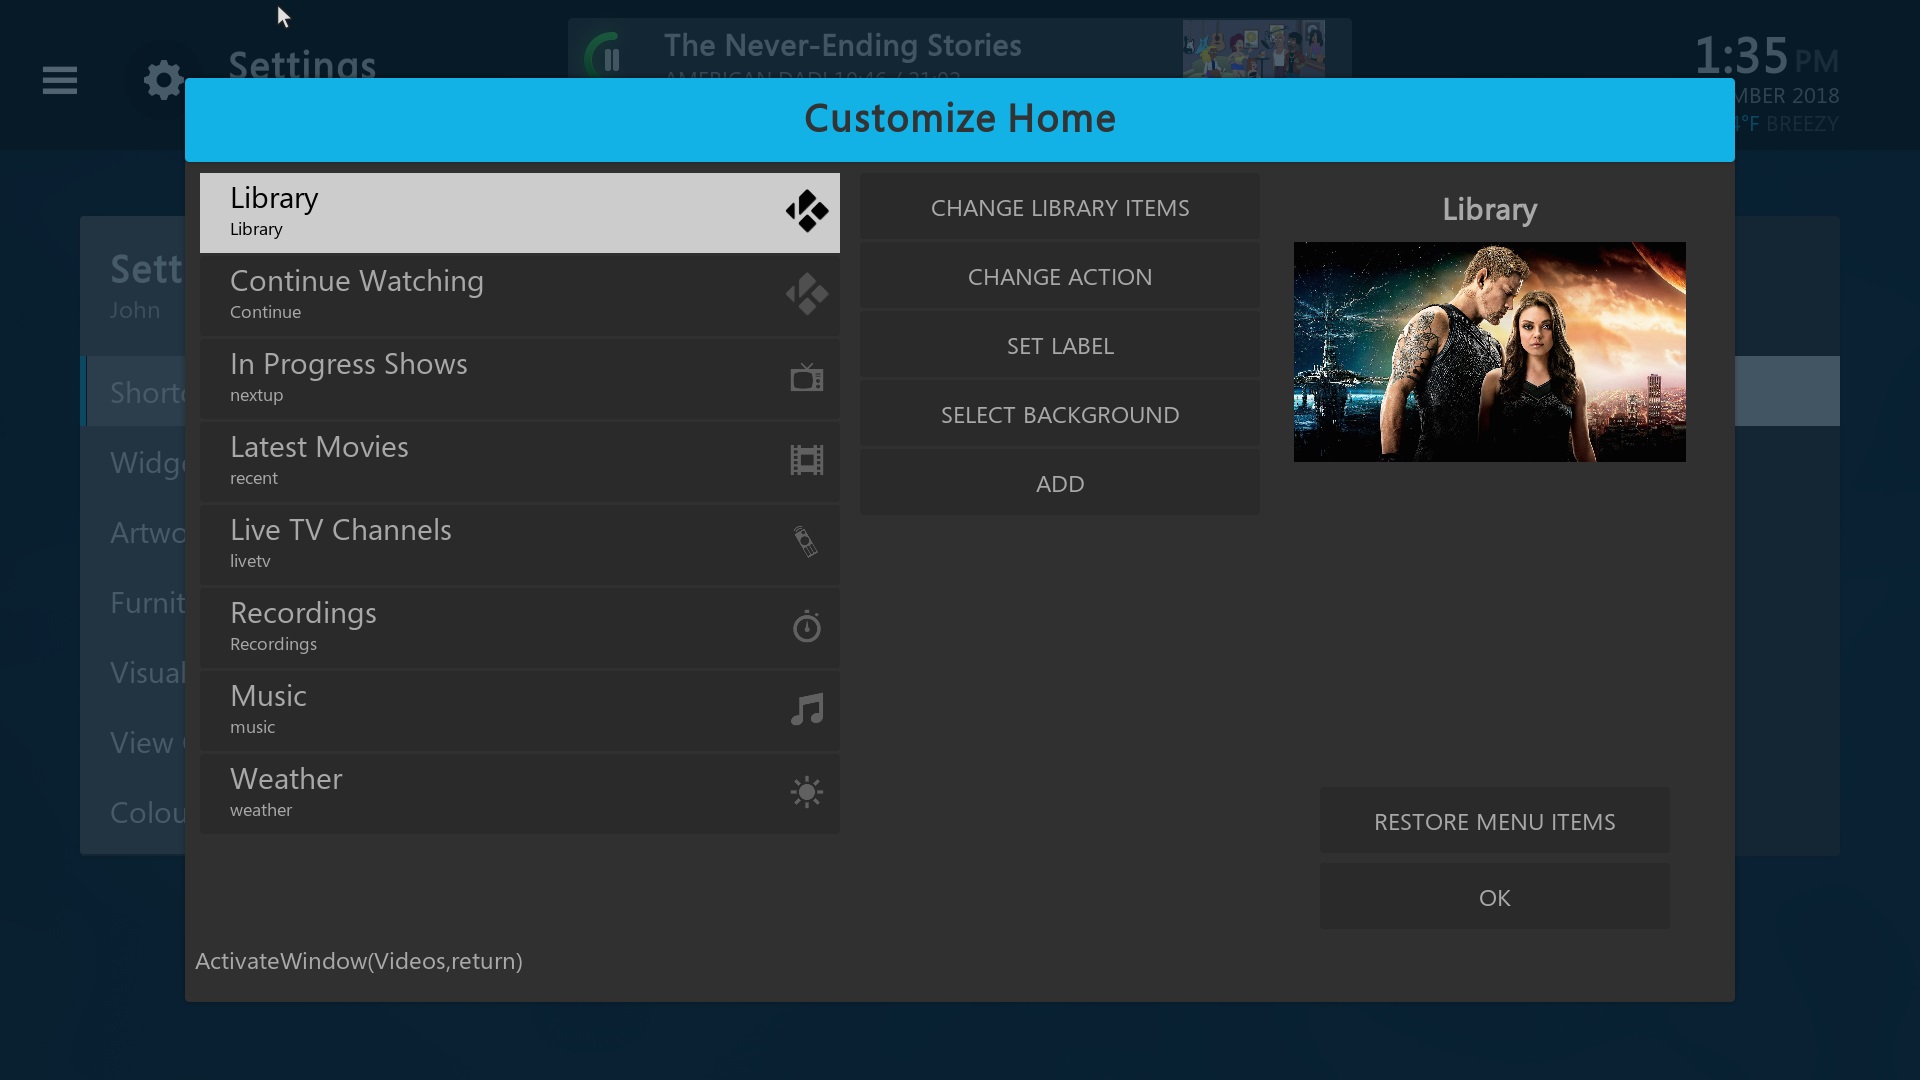 Settings
The Never-Ending Stories
1:35 PM
MBER 2018
4°F BREEZY
Customize Home
Sett
John
Shortc
Widge
Artwo
Furnit
Visual
View
Colou
Library
Library
Continue Watching
Continue
In Progress Shows
nextup
Latest Movies
recent
Live TV Channels
livetv
Recordings
Recordings
Music
music
Weather
weather
CHANGE LIBRARY ITEMS
CHANGE ACTION
SET LABEL
SELECT BACKGROUND
ADD
Library
RESTORE MENU ITEMS
OK
ActivateWindow(Videos,return)